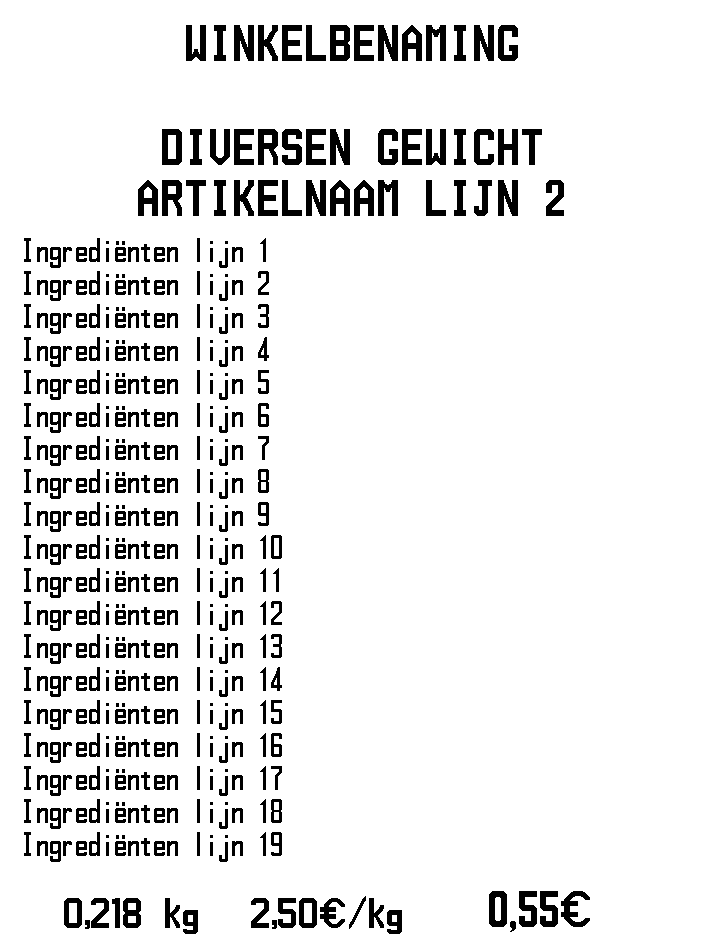 WINKELBENAMING
DIVERSEN GEWICHT
ARTIKELNAAM LIJN 2
Ingrediënten lijn 1
Ingrediënten lijn 2
Ingrediënten lijn 3
Ingrediënten lijn 4
Ingrediënten lijn 5
Ingrediënten lijn 6
Ingrediënten lijn 7
Ingrediënten lijn 8
Ingrediënten lijn 9
Ingrediënten lijn 10
Ingrediënten lijn 11
Ingrediënten lijn 12
Ingrediënten lijn 13
Ingrediënten lijn 14
Ingrediënten lijn 15
Ingrediënten lijn 16
Ingrediënten lijn 17
Ingrediënten lijn 18
Ingrediënten lijn 19
0,218 kg 2,50€/kg 0,55€